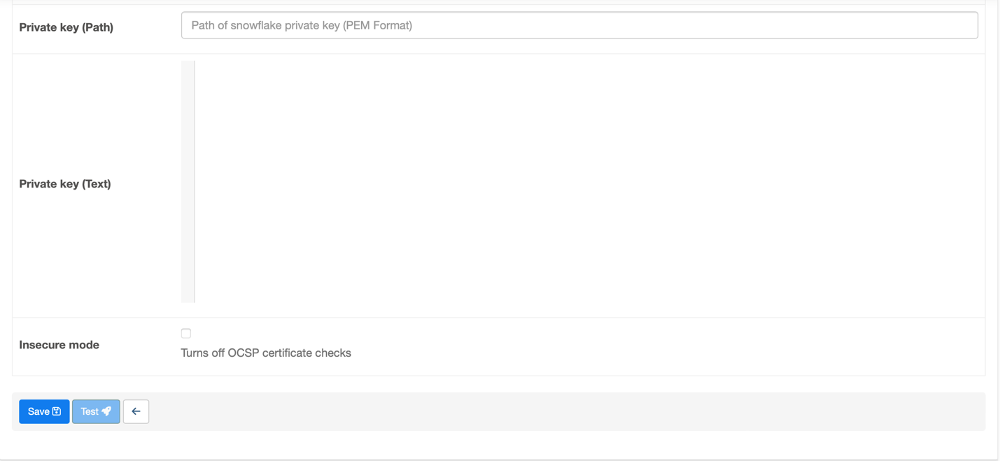 Private key (Path)
Path of snowflake private key (PEM Format)
Private key (Text)
Insecure mode
Turns off OCSP certificate checks
Save
Test